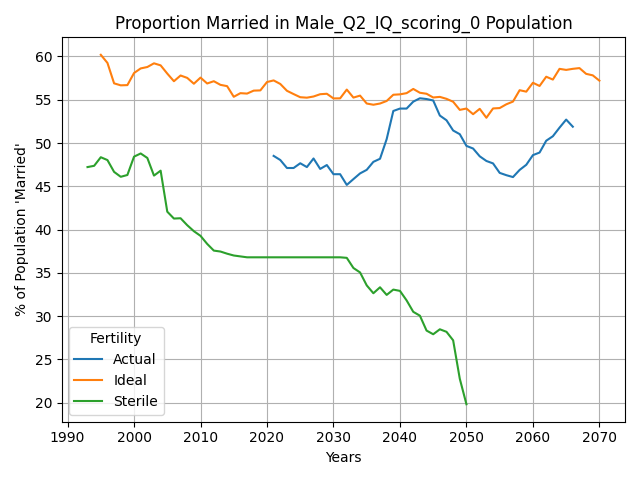 Proportion Married in Male_Q2_IQ_scoring_0 Population
% of Population 'Married'
60
55
50
45
40
35
30
25
20
Fertility
Actual
Ideal
Sterile
1990 2000 2010 2020 2030 2040 2050 2060 2070
Years